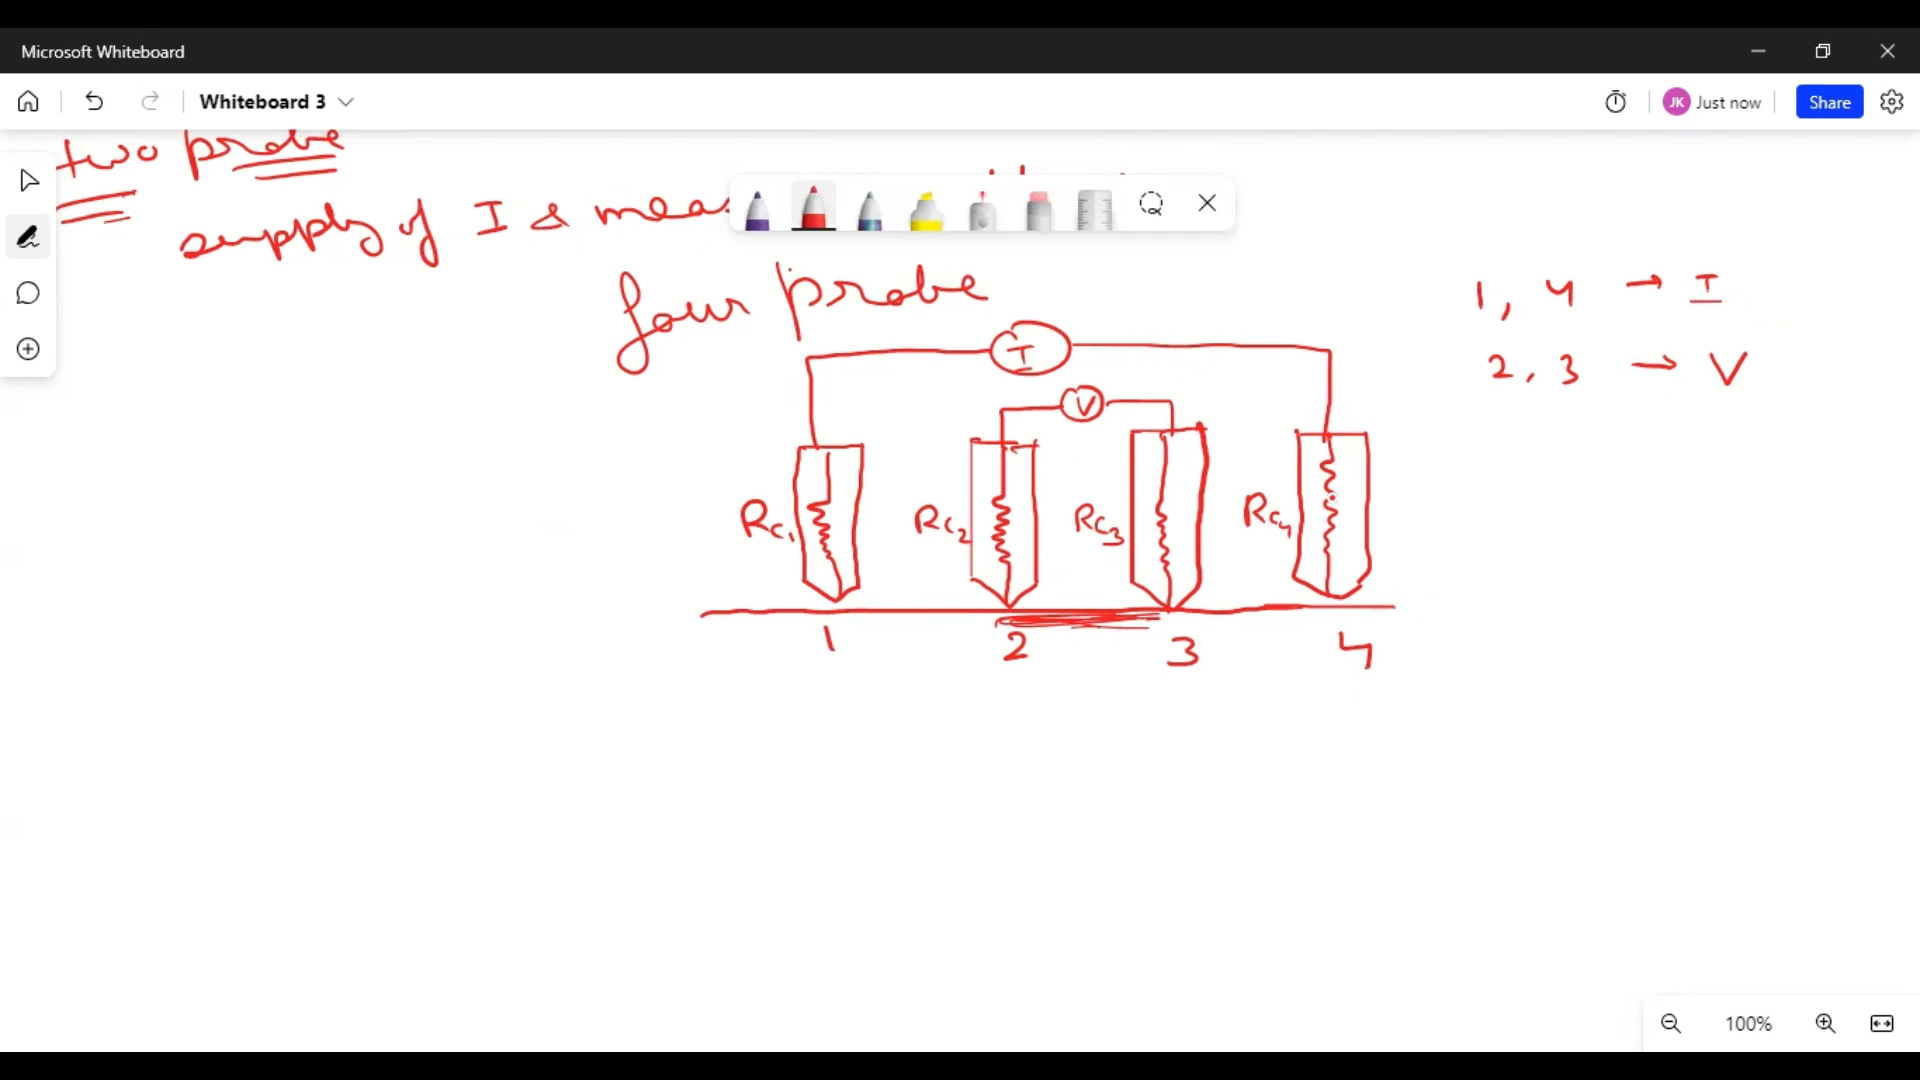 Microsoft Whiteboard
Whiteboard 3
JK Just now
Share
two probe
supply of I & meas
four probe
1, 4 → I
2, 3 → V
I
V
Rc1
Rc2
Rc3
Rc4
1 2 3 4
100%